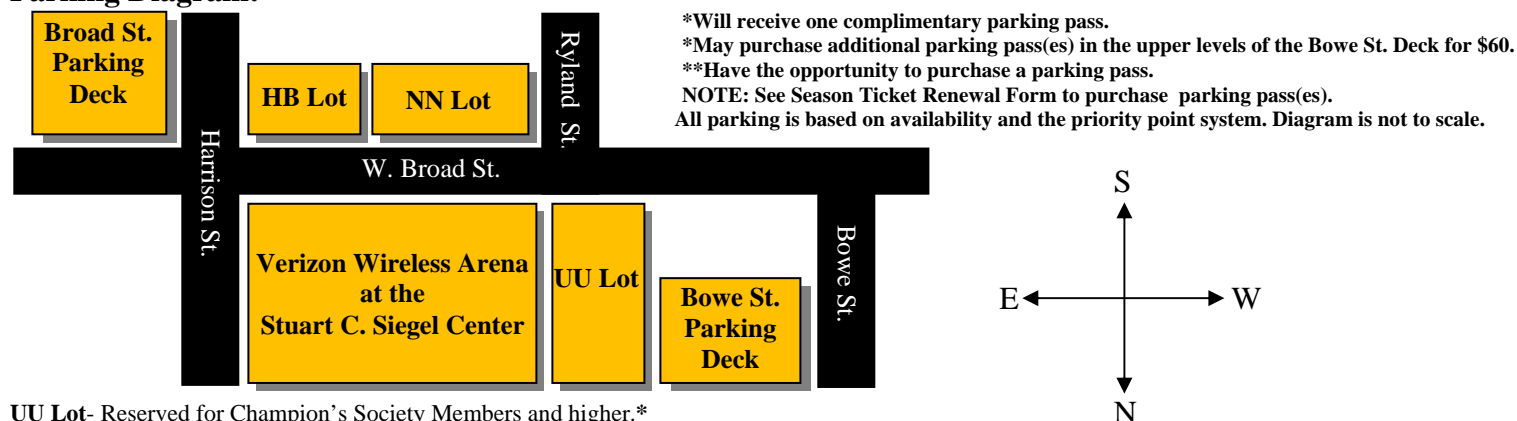 Parking Diagram:
Broad St.
Parking
Deck
Harrison St.
HB Lot
NN Lot
Ryland St.
W. Broad St.
Verizon Wireless Arena
at the
Stuart C. Siegel Center
UU Lot
Bowe St.
Parking
Deck
Bowe St.
*Will receive one complimentary parking pass.
*May purchase additional parking pass(es) in the upper levels of the Bowe St. Deck for $60.
**Have the opportunity to purchase a parking pass.
NOTE: See Season Ticket Renewal Form to purchase parking pass(es).
All parking is based on availability and the priority point system. Diagram is not to scale.
S
E
W
N
UU Lot- Reserved for Champion's Society Members and higher.*